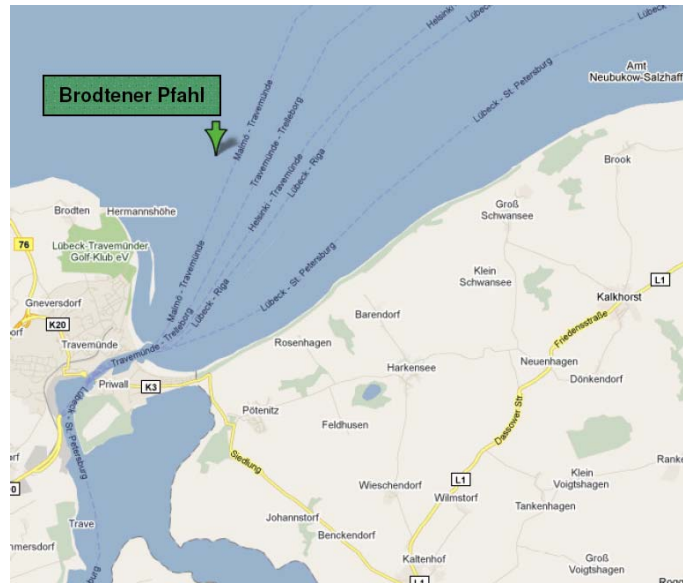 Brodtener Pfahl
Malmö - Travemünde
Travemünde - Trelleborg
Helsinki - Travemünde
Lübeck - Riga
Helsinki - Travemünde
Lübeck - Riga
Lübeck - St. Petersburg
Amt
Neubukow-Salzhaff
Brodten
Hermannshöhe
76
Lübeck-Travemünder
Golf-Klub eV
Gneversdorf
K20
Travemünde
Malmö - Travemünde
Travemünde - Trelleborg
Lübeck - Riga
Lübeck - St. Petersburg
Brook
Groß
Schwansee
Klein
Schwansee
L1
Kalkhorst
Friedensstraße
Barendorf
Rosenhagen
Harkensee
Neuenhagen
Dönkendorf
Priwall
K3
Pötenitz
Feldhusen
Dassower Str.
Lübeck - St. Petersburg
Siedlung
L1
Wieschendorf
Wilmstorf
Klein
Voigtshagen
Tankenhagen
Trave
Johannstorf
Benckendorf
Kaltenhof
Groß
Voigtshagen